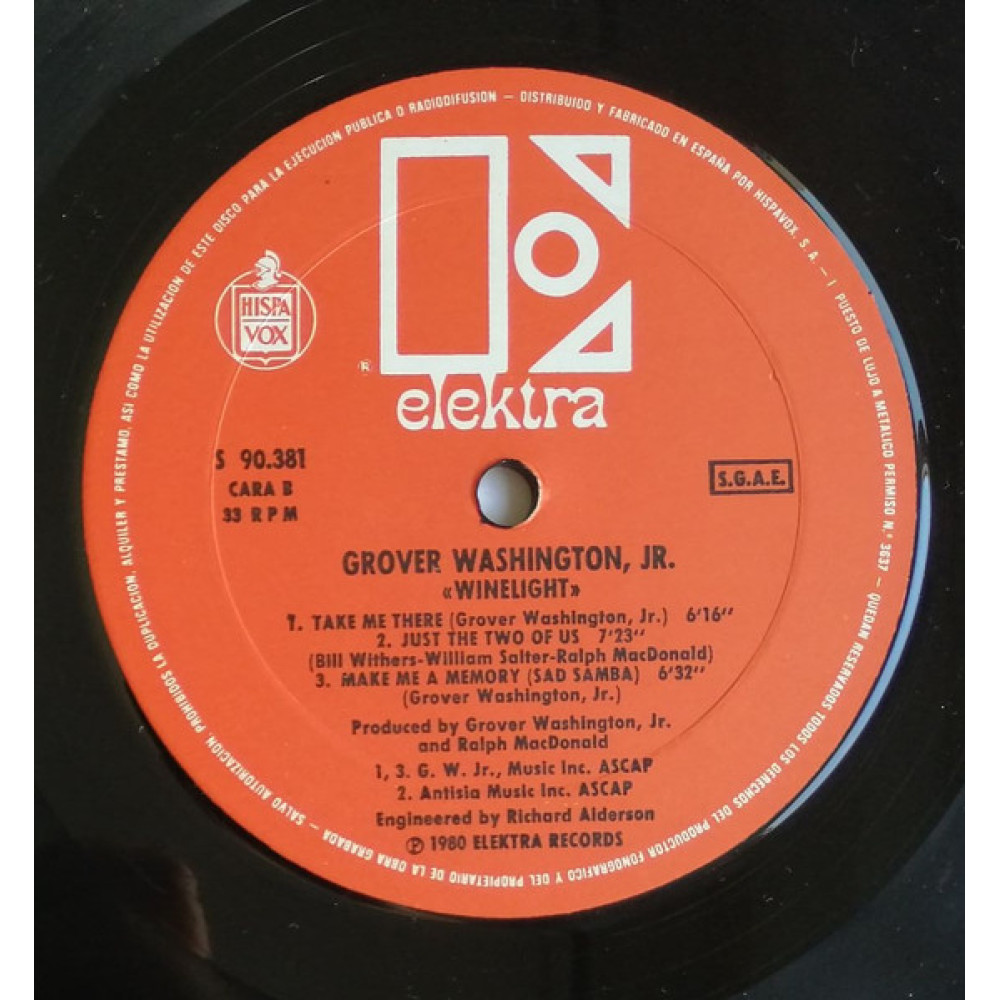 SALVO AUTORIZACION, PROHIBIDOS LA DUPLICACION, ALQUILER Y PRESTAMO, ASI COMO LA UTILIZACION DE ESTE DISCO PARA LA EJECUCION PUBLICA O RADIODIFUSION — DISTRIBUIDO Y FABRICADO EN ESPAÑA POR HISPAVOX, S. A. — I PUESTO DE LUJO A METALICO PERMISO N.° 3637 — QUEDAN RESERVADOS TODOS LOS DERECHOS DEL PRODUCTOR FONOGRAFICO Y DEL PROPIETARIO DE LA OBRA GRABADA —
HISPA
VOX
®
elektra
S 90.381
CARA B
33 RPM
S.G.A.E.
GROVER WASHINGTON, JR.
«WINELIGHT»
1. TAKE ME THERE (Grover Washington, Jr.) 6'16"
2. JUST THE TWO OF US 7'23"
(Bill Withers-William Salter-Ralph MacDonald)
3. MAKE ME A MEMORY (SAD SAMBA) 6'32"
(Grover Washington, Jr.)
Produced by Grover Washington, Jr.
and Ralph MacDonald
1, 3. G. W. Jr., Music Inc. ASCAP
2. Antisia Music Inc. ASCAP
Engineered by Richard Alderson
℗ 1980 ELEKTRA RECORDS